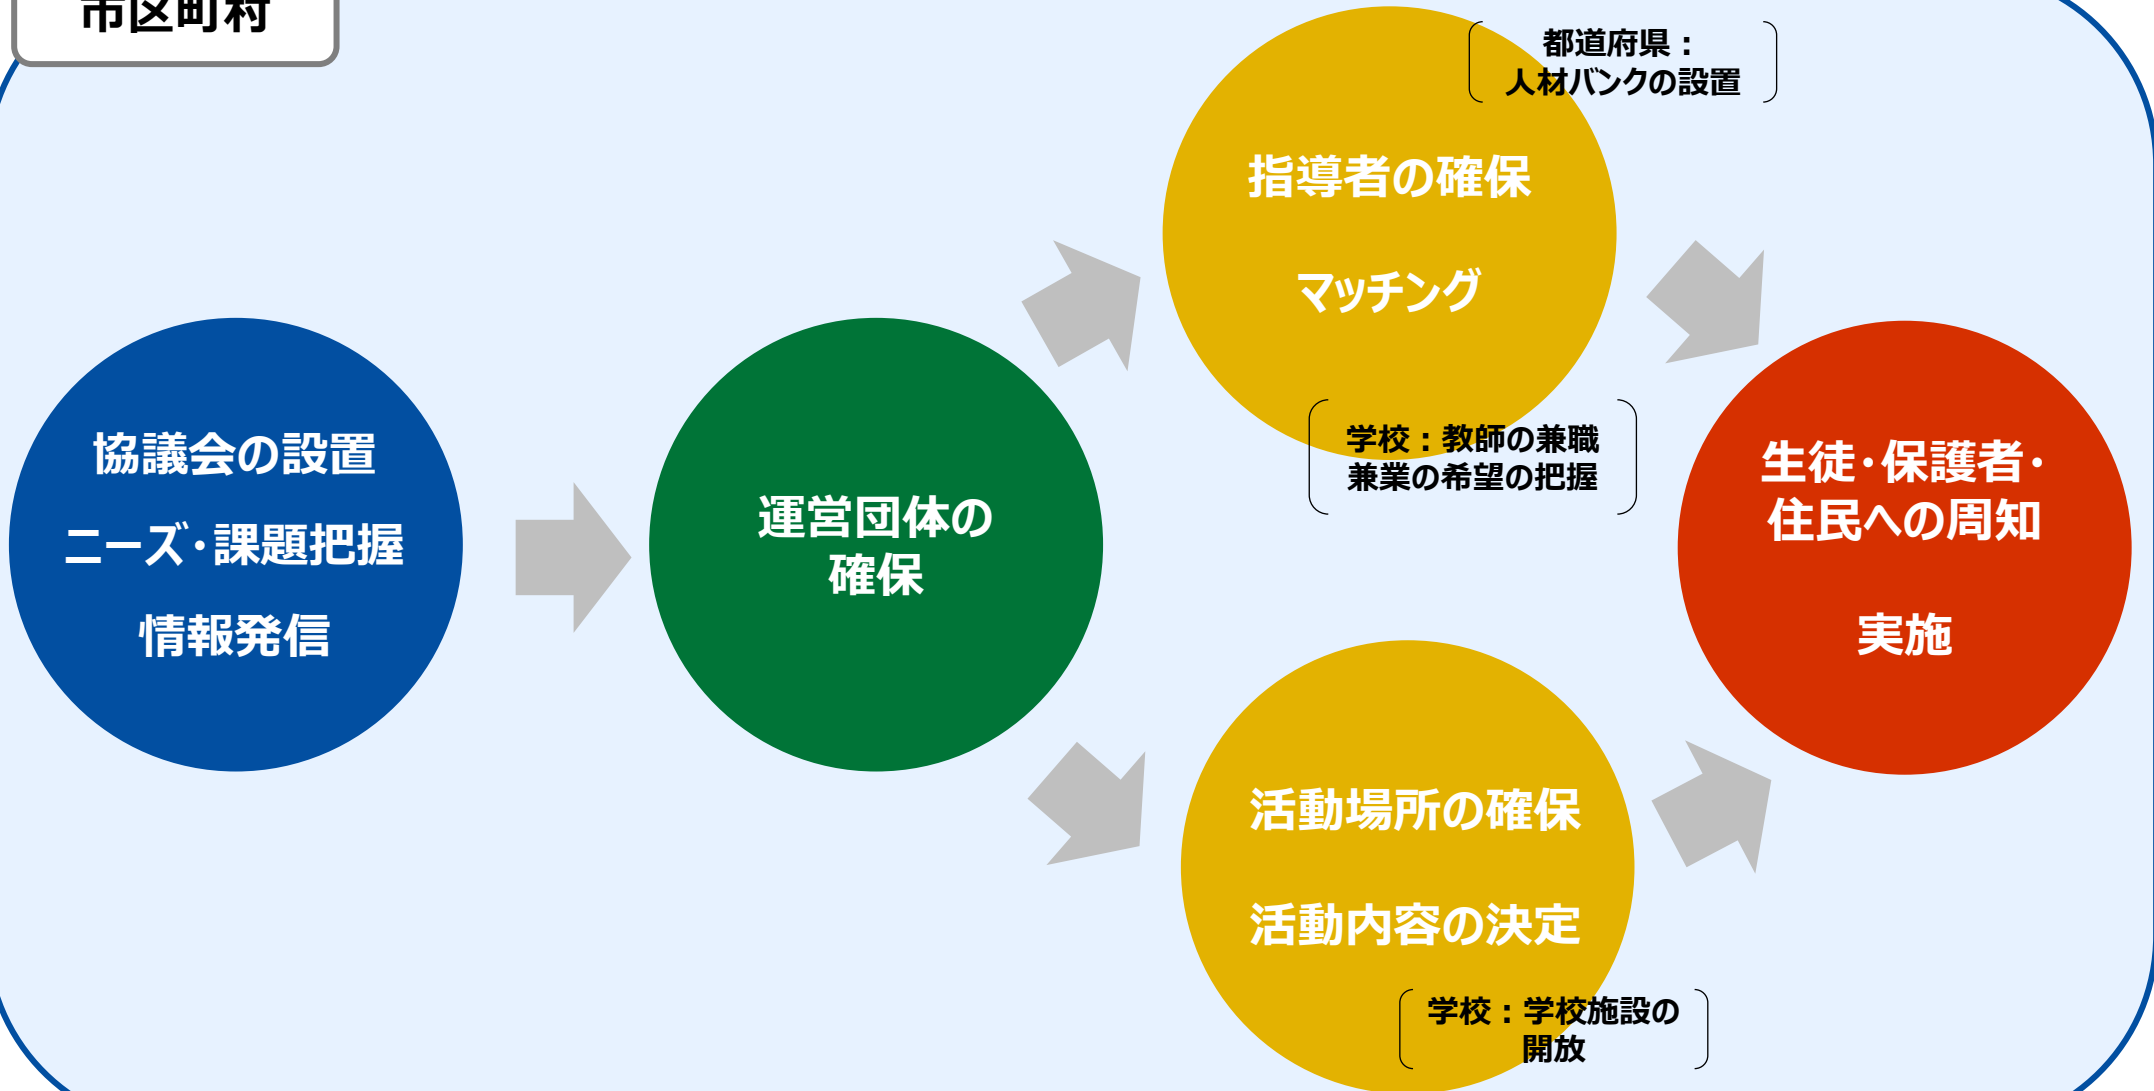 市区町村
都道府県：
人材バンクの設置
指導者の確保
マッチング
学校：教師の兼職
兼業の希望の把握
協議会の設置
ニーズ・課題把握
情報発信
運営団体の
確保
生徒・保護者・
住民への周知
実施
活動場所の確保
活動内容の決定
学校：学校施設の
開放